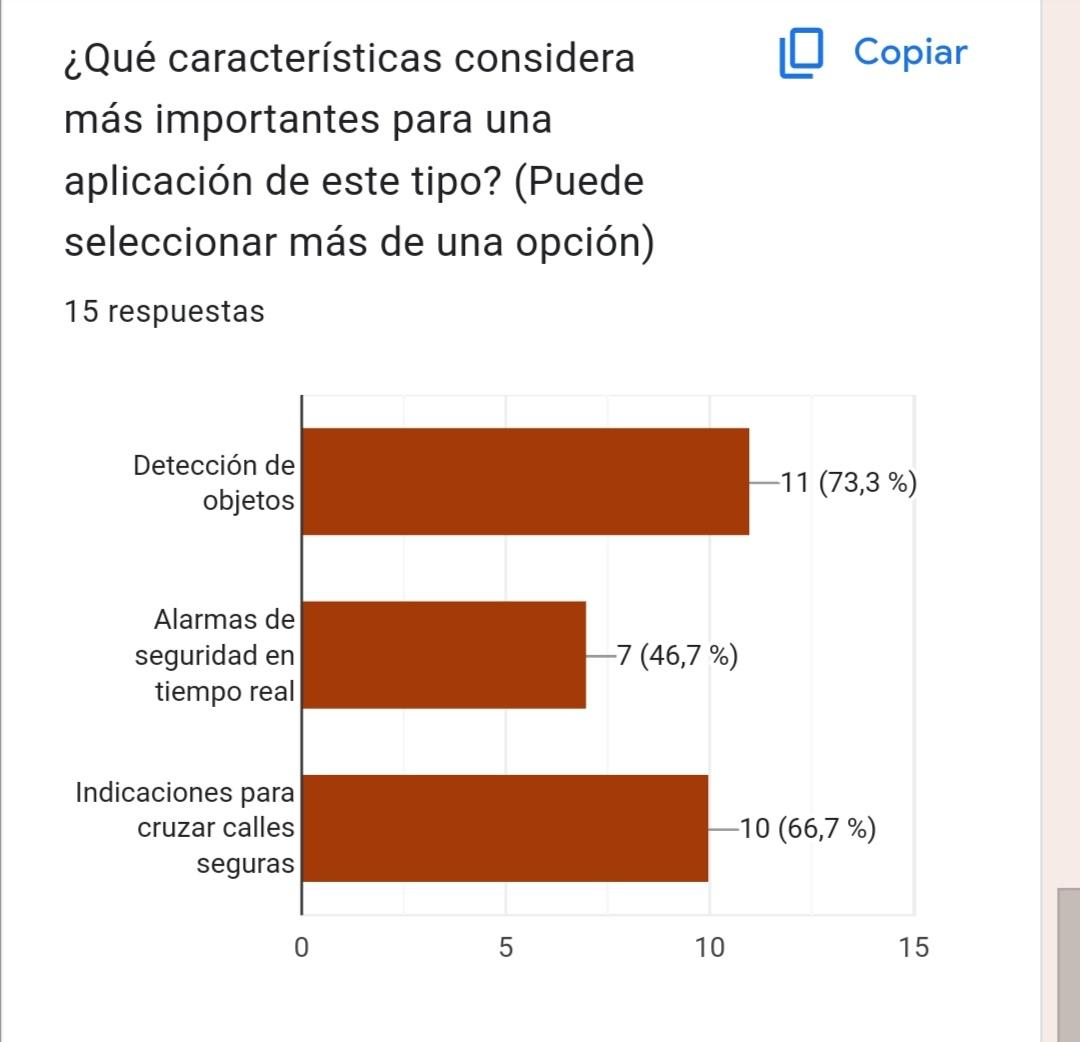 ¿Qué características considera
más importantes para una
aplicación de este tipo? (Puede
seleccionar más de una opción)
Copiar
15 respuestas
Detección de
objetos
11 (73,3 %)
Alarmas de
seguridad en
tiempo real
7 (46,7 %)
Indicaciones para
cruzar calles
seguras
10 (66,7 %)
0 5 10 15